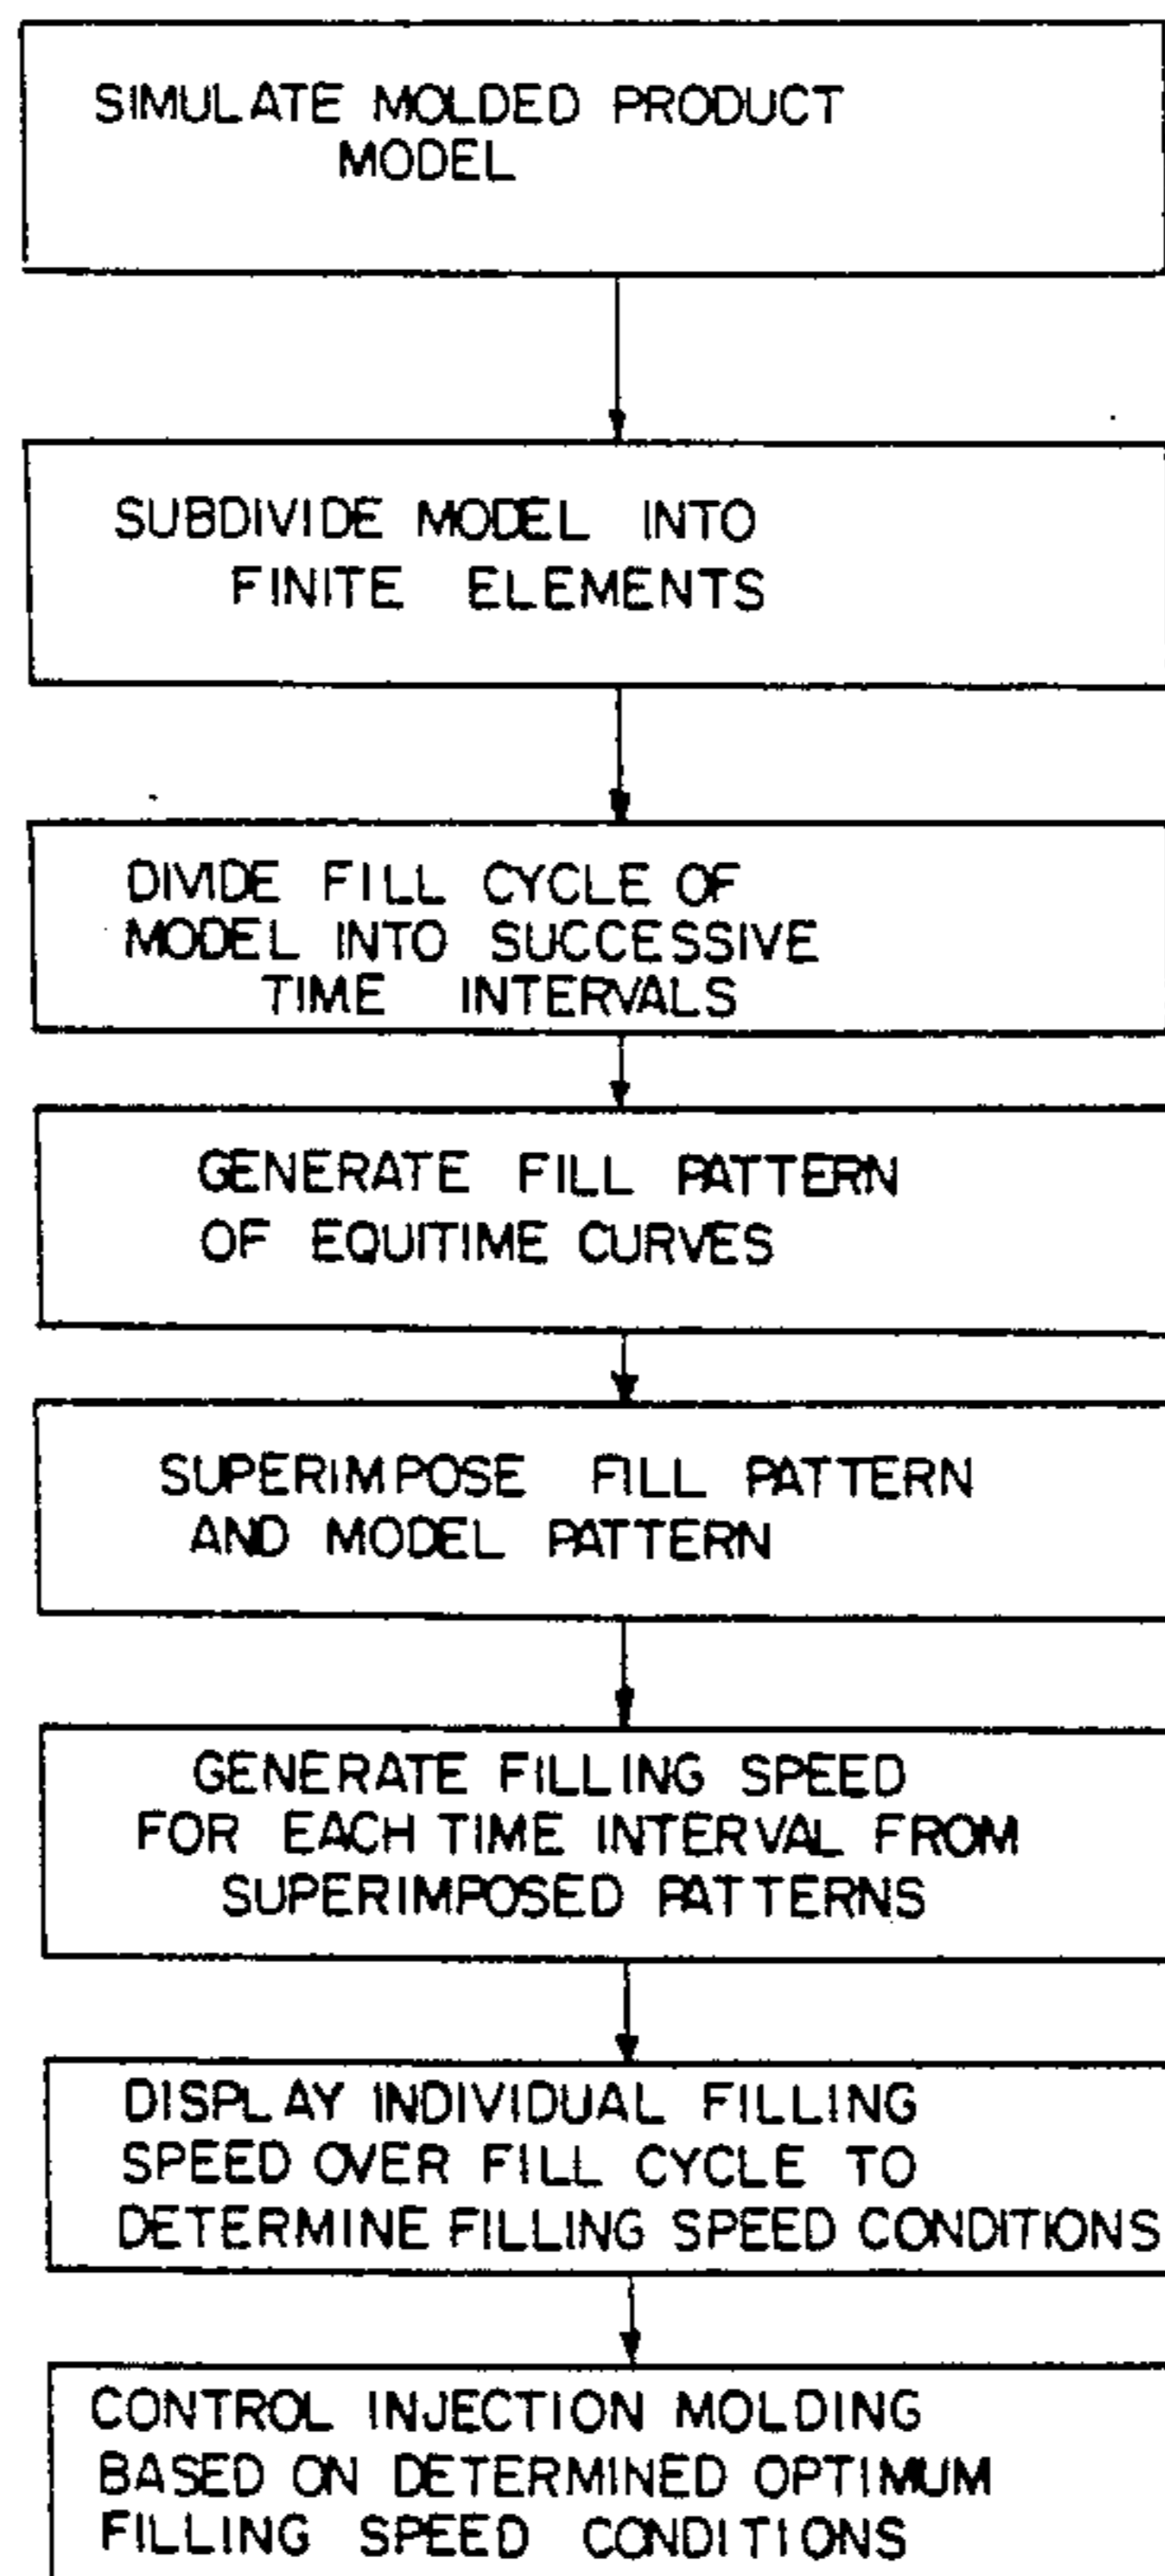 SIMULATE MOLDED PRODUCT
MODEL
SUBDIVIDE MODEL INTO
FINITE ELEMENTS
DIVIDE FILL CYCLE OF
MODEL INTO SUCCESSIVE
TIME INTERVALS
GENERATE FILL PATTERN
OF EQUITIME CURVES
SUPERIMPOSE FILL PATTERN
AND MODEL PATTERN
GENERATE FILLING SPEED
FOR EACH TIME INTERVAL FROM
SUPERIMPOSED PATTERNS
DISPLAY INDIVIDUAL FILLING
SPEED OVER FILL CYCLE TO
DETERMINE FILLING SPEED CONDITIONS
CONTROL INJECTION MOLDING
BASED ON DETERMINED OPTIMUM
FILLING SPEED CONDITIONS